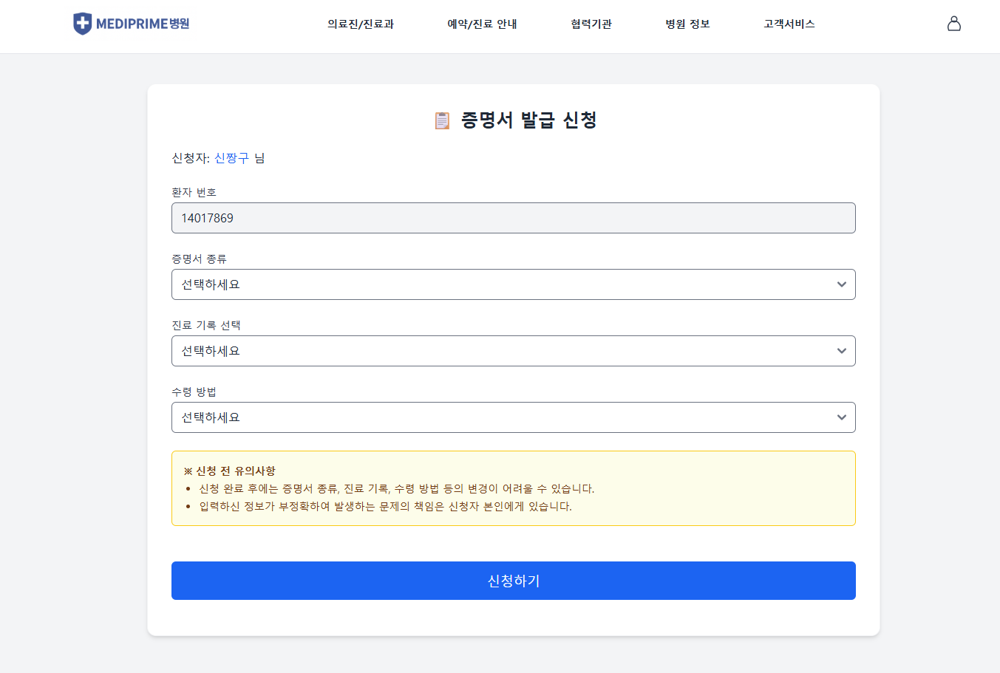 MEDIPRIME병원
의료진/진료과 예약/진료 안내 협력기관 병원 정보 고객서비스
증명서 발급 신청
신청자: 신짱구 님
환자 번호
14017869
증명서 종류
선택하세요
진료 기록 선택
선택하세요
수령 방법
선택하세요
※ 신청 전 유의사항
• 신청 완료 후에는 증명서 종류, 진료 기록, 수령 방법 등의 변경이 어려울 수 있습니다.
• 입력하신 정보가 부정확하여 발생하는 문제의 책임은 신청자 본인에게 있습니다.
신청하기